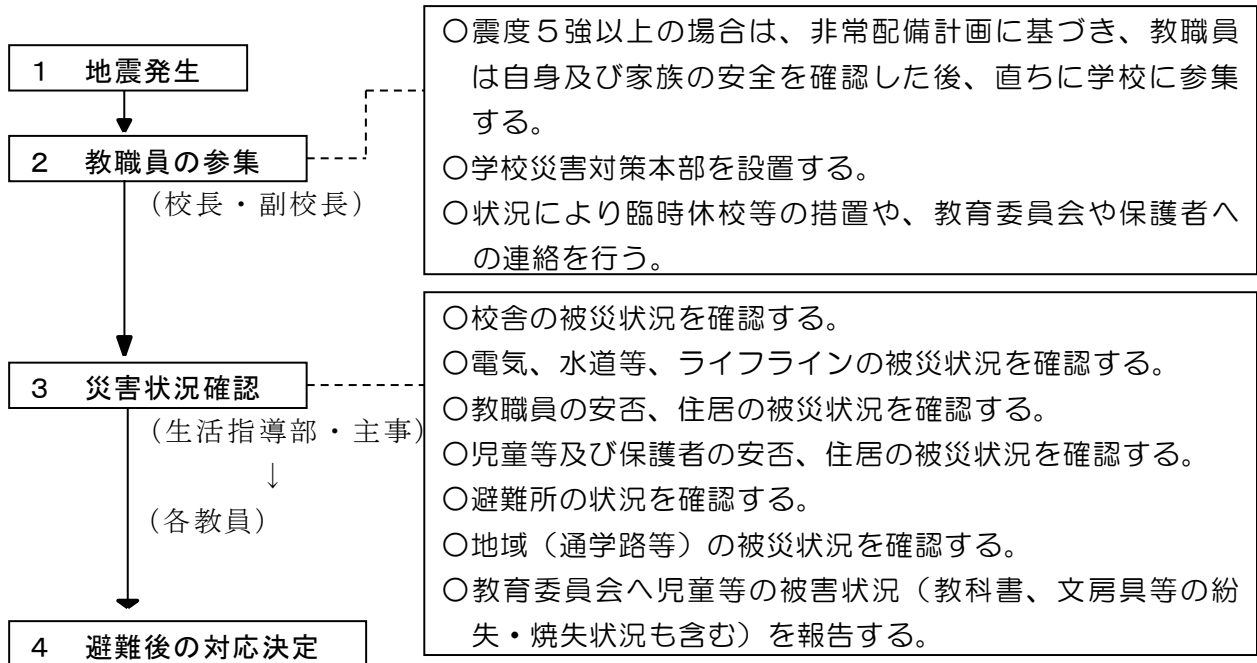 1 地震発生
2 教職員の参集
(校長・副校長)
○震度５強以上の場合は、非常配備計画に基づき、教職員
は自身及び家族の安全を確認した後、直ちに学校に参集
する。
○学校災害対策本部を設置する。
○状況により臨時休校等の措置や、教育委員会や保護者へ
の連絡を行う。
3 災害状況確認
(生活指導部・主事)
↓
(各教員)
○校舎の被災状況を確認する。
○電気、水道等、ライフラインの被災状況を確認する。
○教職員の安否、住居の被災状況を確認する。
○児童等及び保護者の安否、住居の被災状況を確認する。
○避難所の状況を確認する。
○地域（通学路等）の被災状況を確認する。
○教育委員会へ児童等の被害状況（教科書、文房具等の紛
失・焼失状況も含む）を報告する。
4 避難後の対応決定